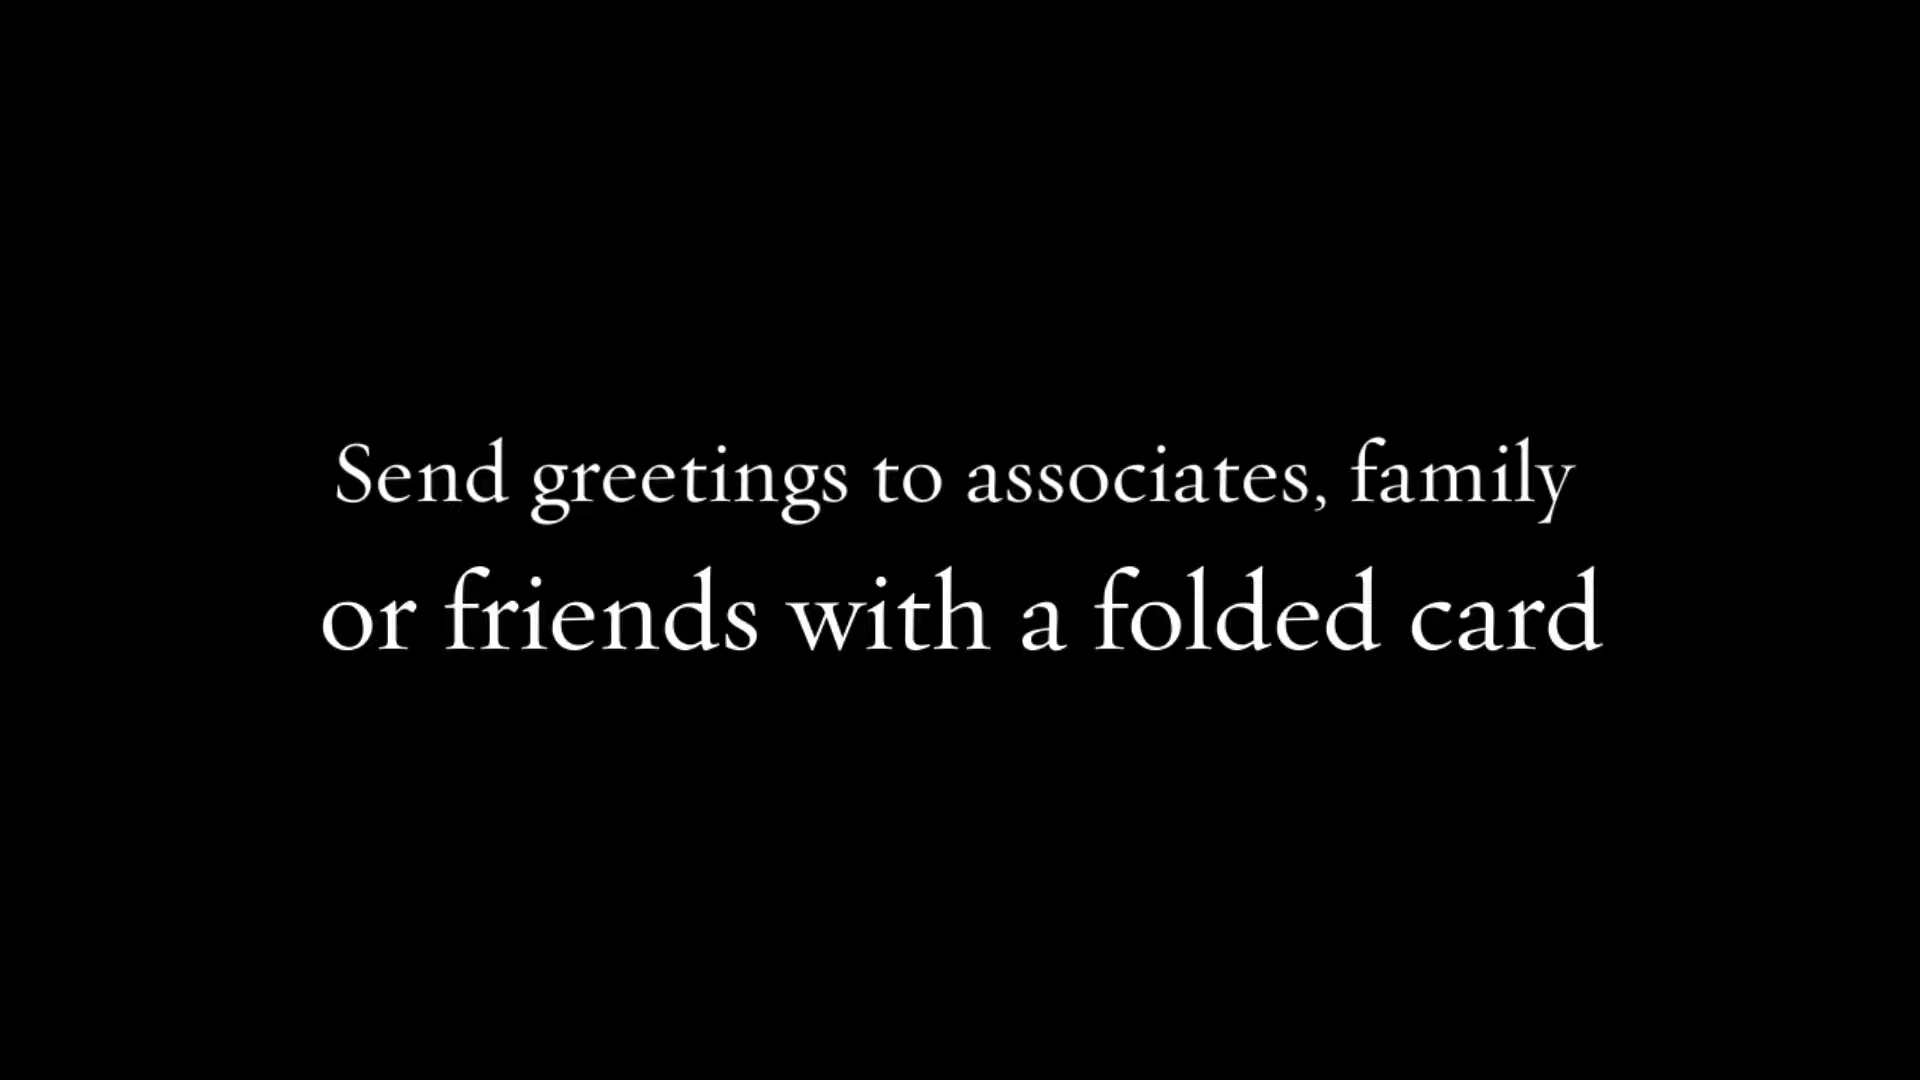 Send greetings to associates, family
or friends with a folded card